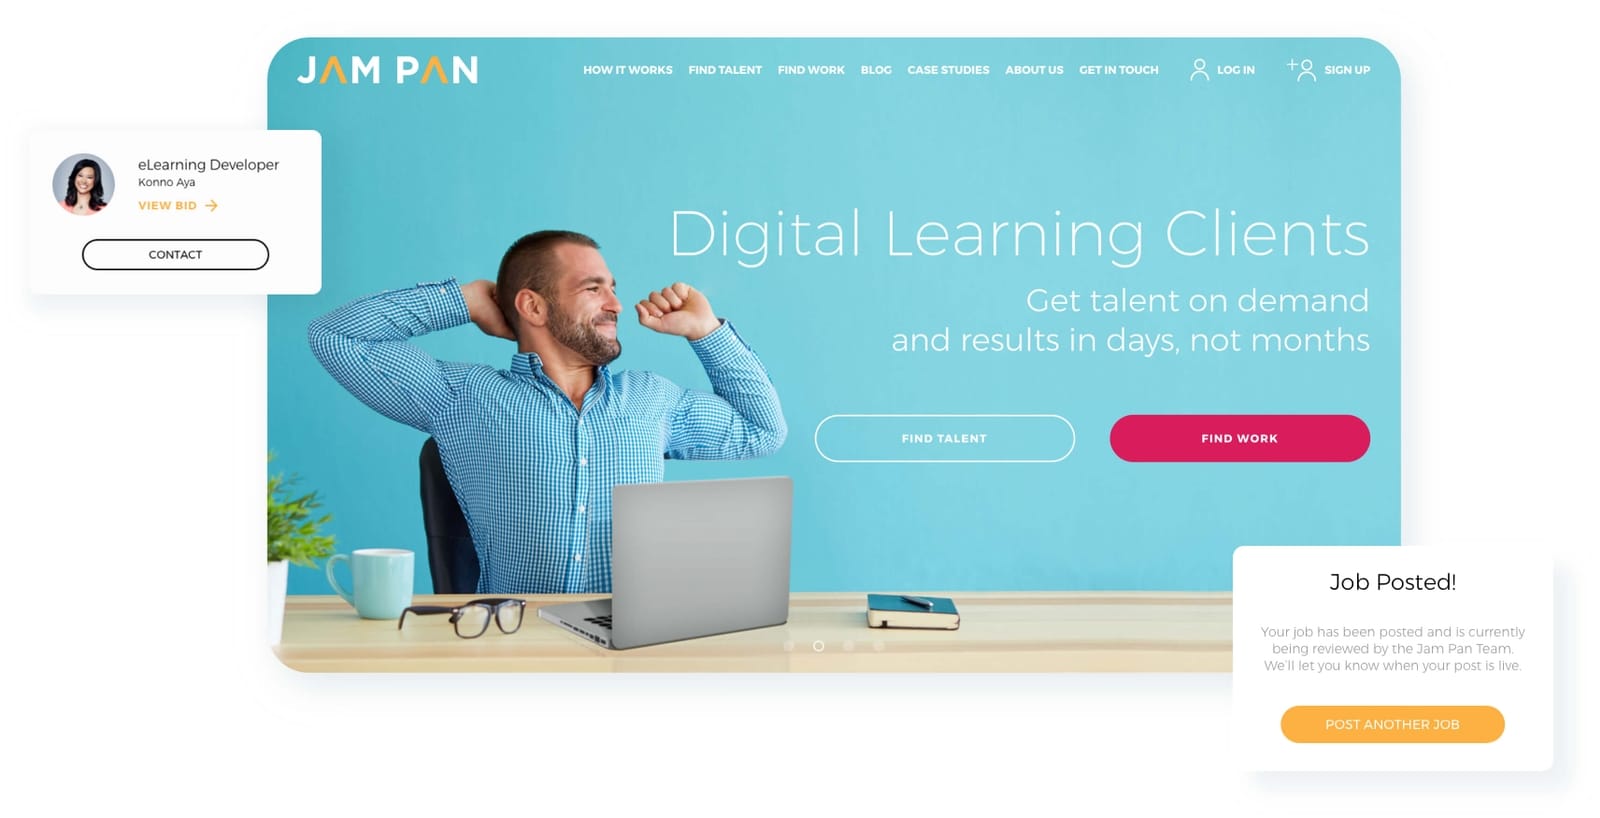 JAM PAN
HOW IT WORKS FIND TALENT FIND WORK BLOG CASE STUDIES ABOUT US GET IN TOUCH LOG IN SIGN UP
eLearning Developer
Konno Aya
VIEW BID
CONTACT
Digital Learning Clients
Get talent on demand
and results in days, not months
FIND TALENT FIND WORK
Job Posted!
Your job has been posted and is currently
being reviewed by the Jam Pan Team.
We'll let you know when your post is live.
POST ANOTHER JOB